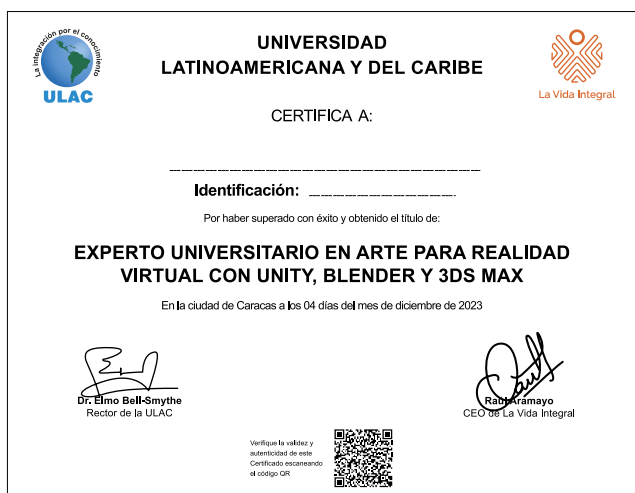 La integración por el conocimiento
ULAC
UNIVERSIDAD
LATINOAMERICANA Y DEL CARIBE
La Vida Integral
CERTIFICA A:
Identificación:
Por haber superado con éxito y obtenido el título de:
EXPERTO UNIVERSITARIO EN ARTE PARA REALIDAD
VIRTUAL CON UNITY, BLENDER Y 3DS MAX
En la ciudad de Caracas a los 04 días del mes de diciembre de 2023
Dr. Elmo Bell-Smythe
Rector de la ULAC
Raúl Aramayo
CEO de La Vida Integral
Verifique la validez y
autenticidad de este
Certificado escaneando
el código QR